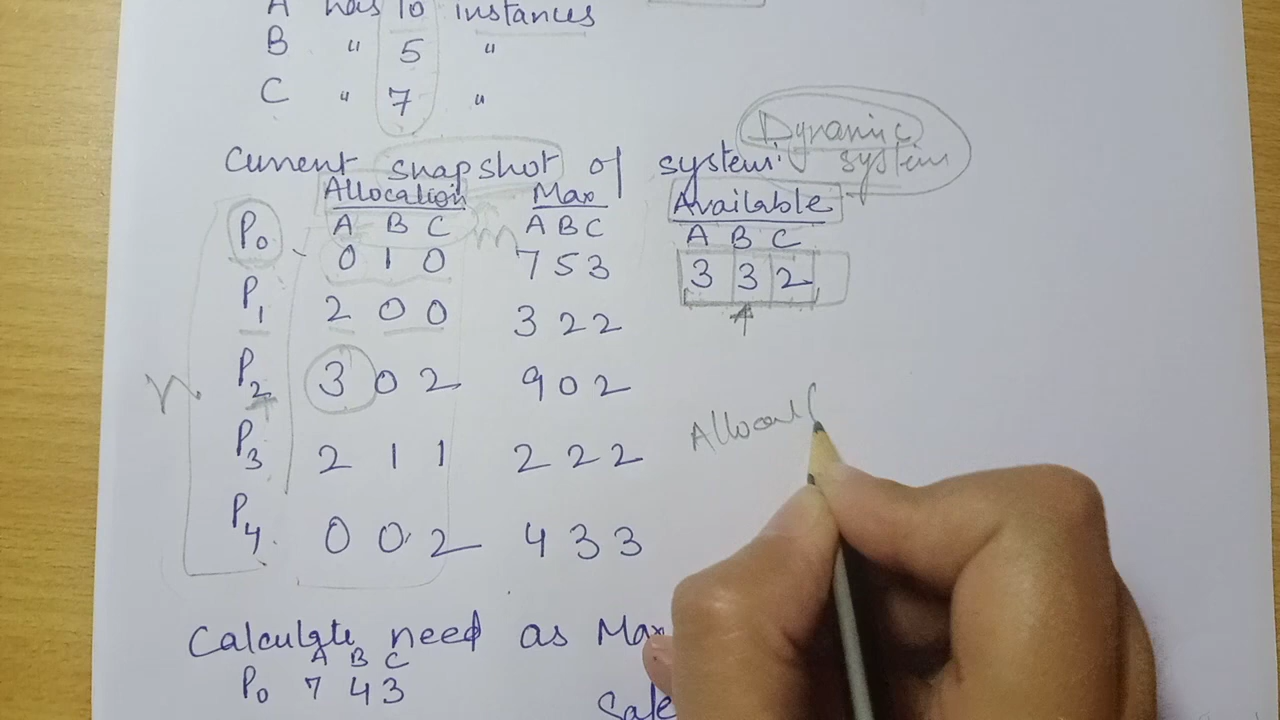 A has 10 instances
B " 5 "
C " 7 "
Dynamic
system
Current snapshot of system:
Allocation Max Available
A B C A B C A B C
P0 0 1 0 7 5 3 3 3 2
P1 2 0 0 3 2 2
P2 3 0 2 9 0 2
P3 2 1 1 2 2 2
P4 0 0 2 4 3 3
n
m
Calculate need as Max
A B C
P0 7 4 3